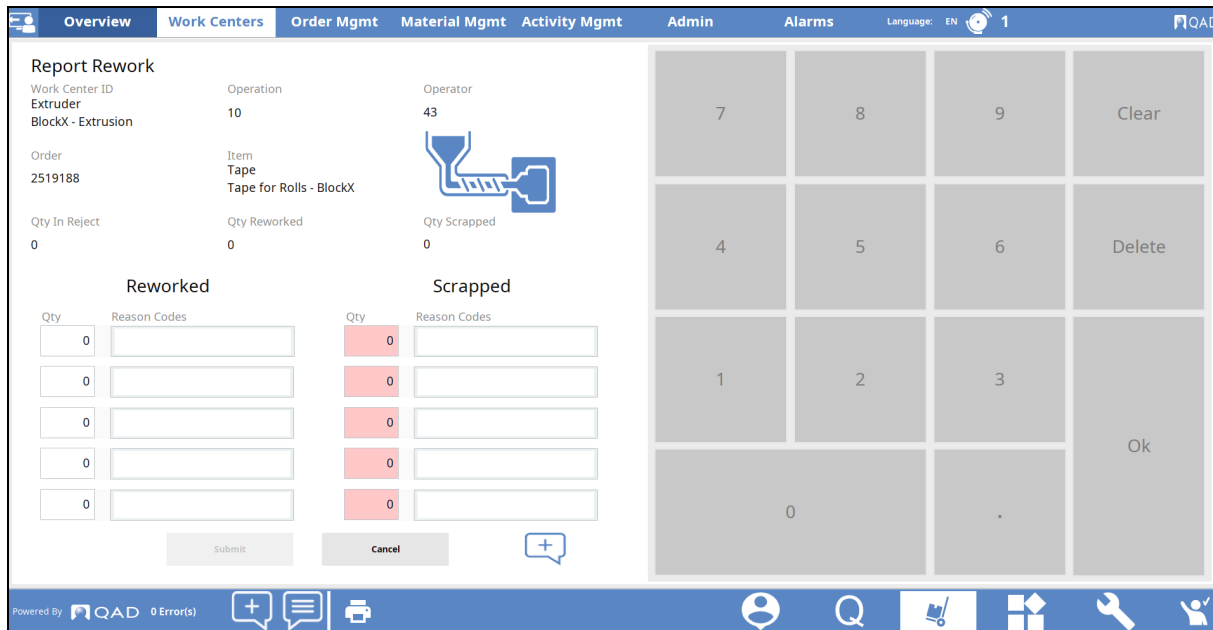 Overview Work Centers Order Mgmt Material Mgmt Activity Mgmt Admin Alarms Language: EN 1 QAD
Report Rework
Work Center ID Operation Operator
Extruder
BlockX - Extrusion
10 43
Order Item
2519188
Tape
Tape for Rolls - BlockX
Qty In Reject Qty Reworked Qty Scrapped
0 0 0
Reworked Scrapped
Qty Reason Codes Qty Reason Codes
0 0
0 0
0 0
0 0
0 0
Submit Cancel
7 8 9 Clear
4 5 6 Delete
1 2 3
Ok
0 .
Powered By QAD 0 Error(s) Q